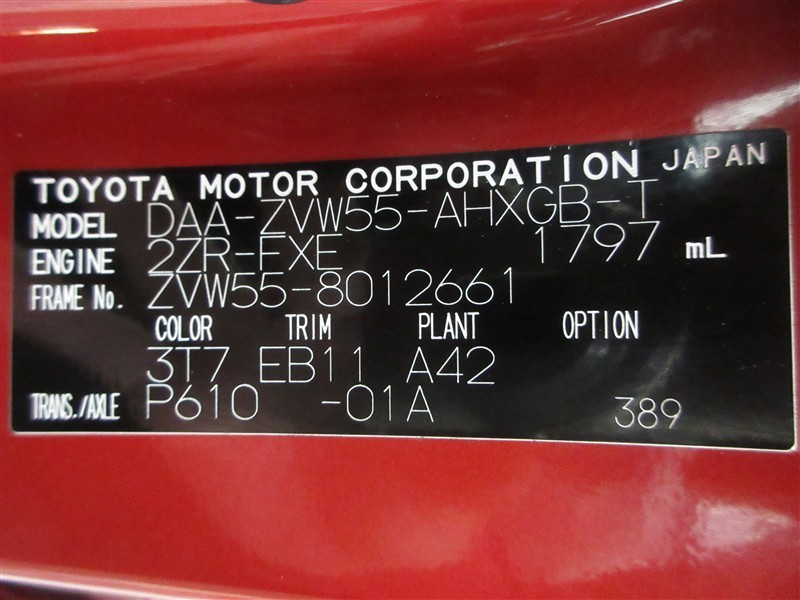 TOYOTA MOTOR CORPORATION JAPAN
MODEL DAA-ZVW55-AHXGB-T
ENGINE 2ZR-FXE 1797 mL
FRAME No. ZVW55-8012661
COLOR TRIM PLANT OPTION
3T7 EB11 A42
TRANS./AXLE P610 -01A 389